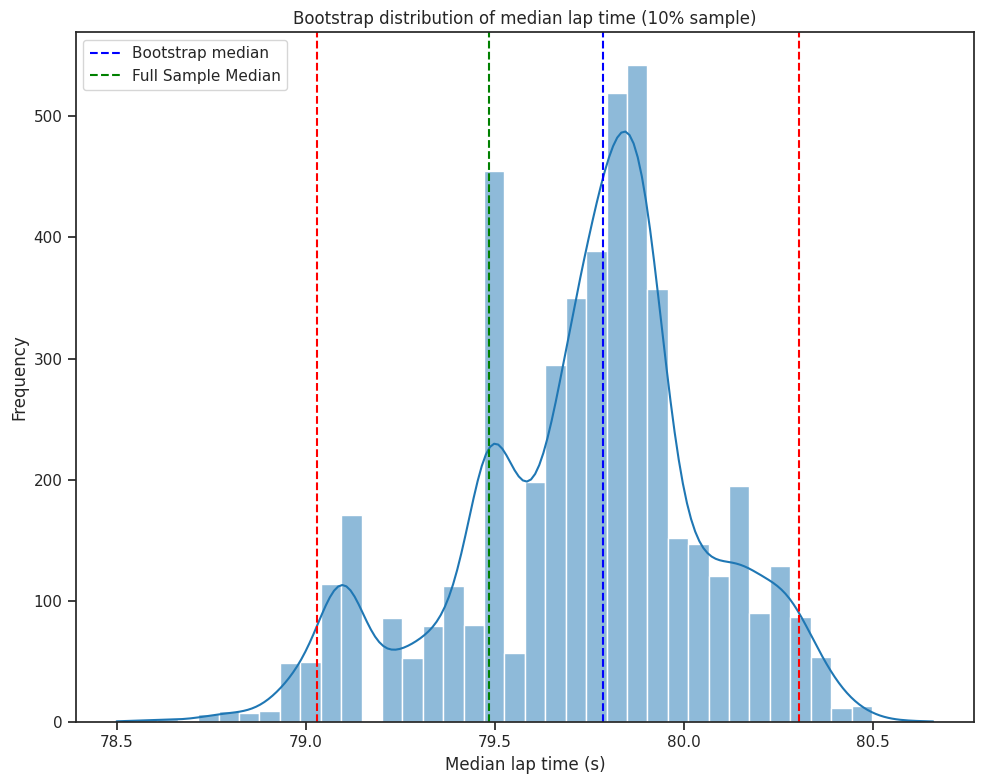 Bootstrap distribution of median lap time (10% sample)
Bootstrap median
Full Sample Median
Frequency
500
400
300
200
100
0
78.5 79.0 79.5 80.0 80.5
Median lap time (s)